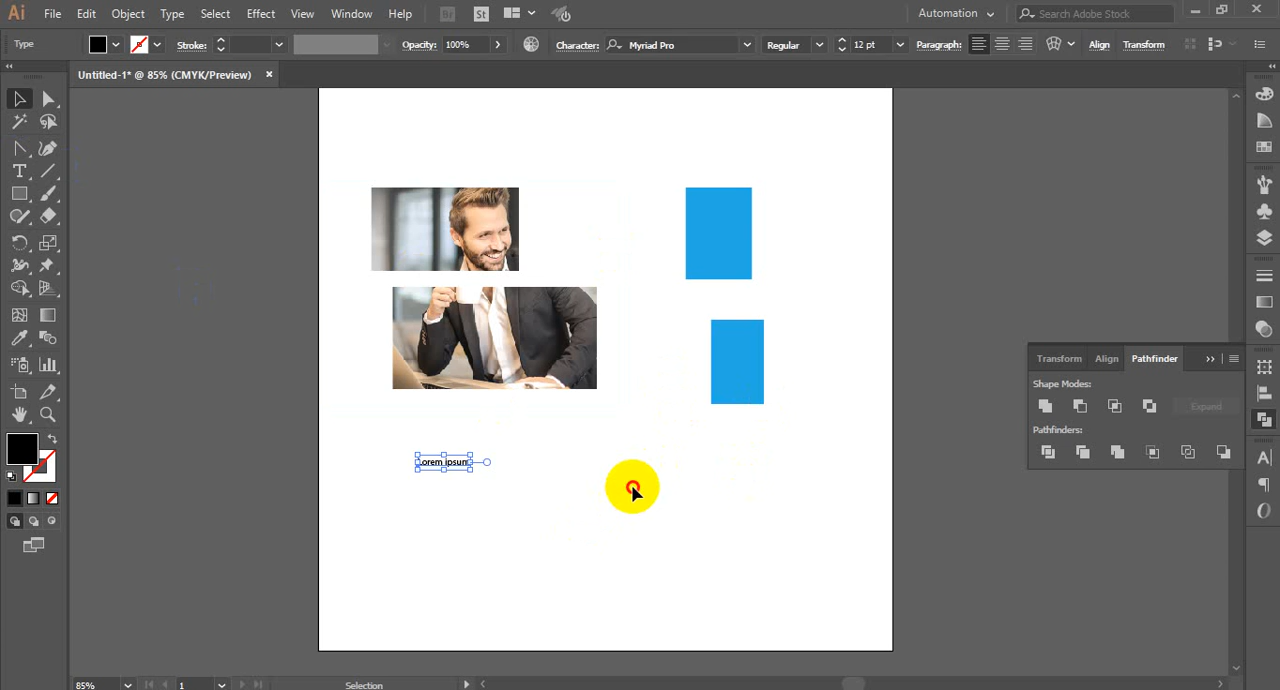 Ai File Edit Object Type Select Effect View Window Help Br St Automation Search Adobe Stock
Type Stroke: Opacity: 100% Character: Myriad Pro Regular 12 pt Paragraph: Align Transform
Untitled-1* @ 85% (CMYK/Preview)
Transform Align Pathfinder
Shape Modes:
Expand
Pathfinders:
Lorem ipsum
85% 1 Selection